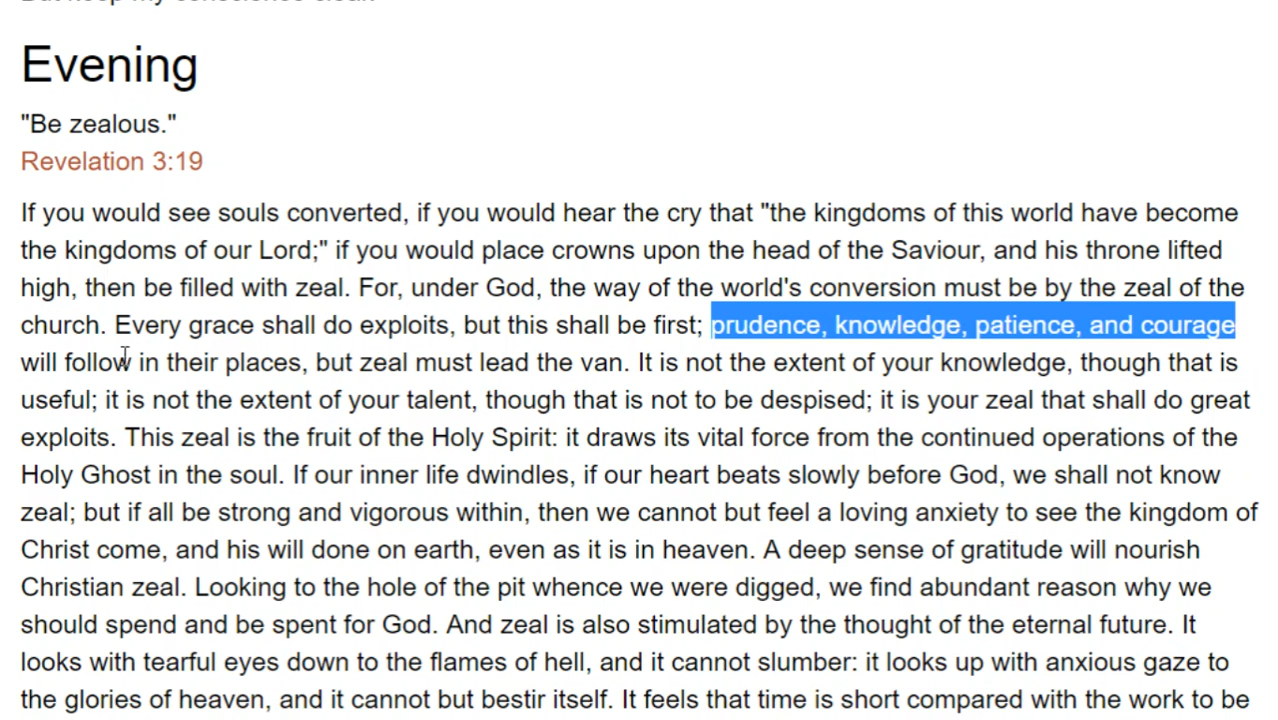 But keep my conscience clear.
Evening
"Be zealous."
Revelation 3:19
If you would see souls converted, if you would hear the cry that "the kingdoms of this world have become
the kingdoms of our Lord;" if you would place crowns upon the head of the Saviour, and his throne lifted
high, then be filled with zeal. For, under God, the way of the world's conversion must be by the zeal of the
church. Every grace shall do exploits, but this shall be first; prudence, knowledge, patience, and courage
will follow in their places, but zeal must lead the van. It is not the extent of your knowledge, though that is
useful; it is not the extent of your talent, though that is not to be despised; it is your zeal that shall do great
exploits. This zeal is the fruit of the Holy Spirit: it draws its vital force from the continued operations of the
Holy Ghost in the soul. If our inner life dwindles, if our heart beats slowly before God, we shall not know
zeal; but if all be strong and vigorous within, then we cannot but feel a loving anxiety to see the kingdom of
Christ come, and his will done on earth, even as it is in heaven. A deep sense of gratitude will nourish
Christian zeal. Looking to the hole of the pit whence we were digged, we find abundant reason why we
should spend and be spent for God. And zeal is also stimulated by the thought of the eternal future. It
looks with tearful eyes down to the flames of hell, and it cannot slumber: it looks up with anxious gaze to
the glories of heaven, and it cannot but bestir itself. It feels that time is short compared with the work to be